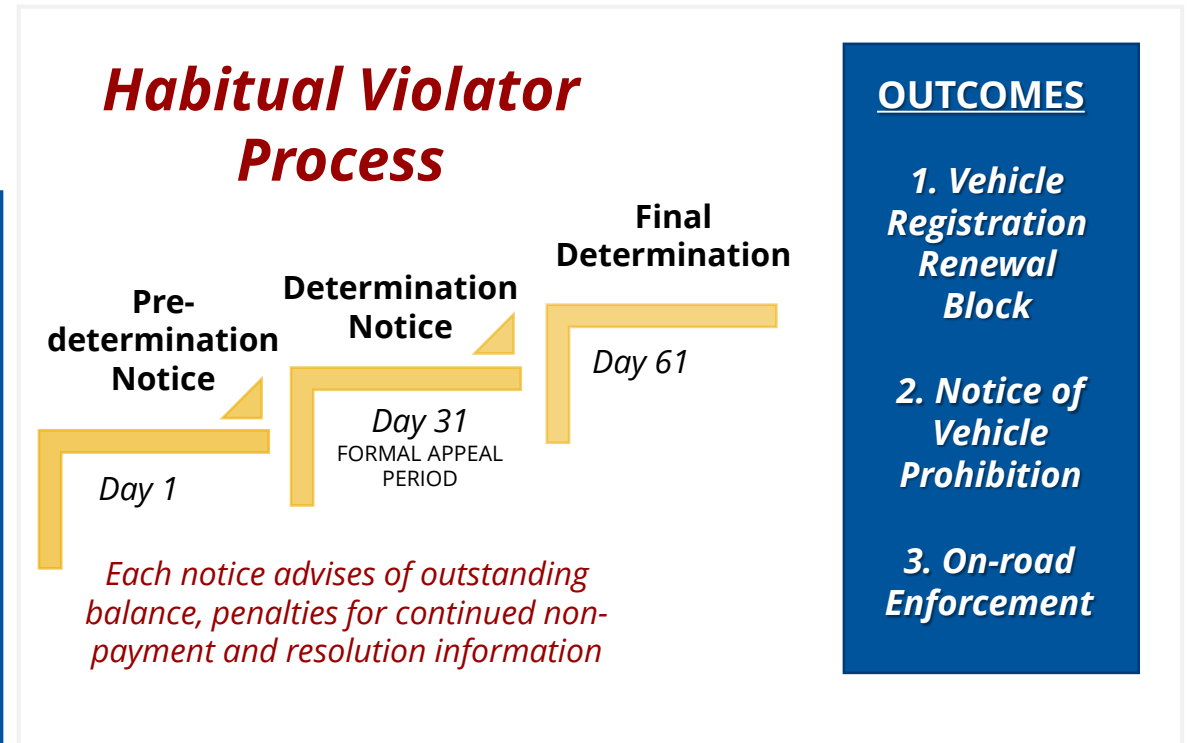 Habitual Violator
Process
Pre-
determination
Notice
Day 1
Determination
Notice
Day 31
FORMAL APPEAL
PERIOD
Final
Determination
Day 61
Each notice advises of outstanding
balance, penalties for continued non-
payment and resolution information
OUTCOMES
1. Vehicle
Registration
Renewal
Block
2. Notice of
Vehicle
Prohibition
3. On-road
Enforcement